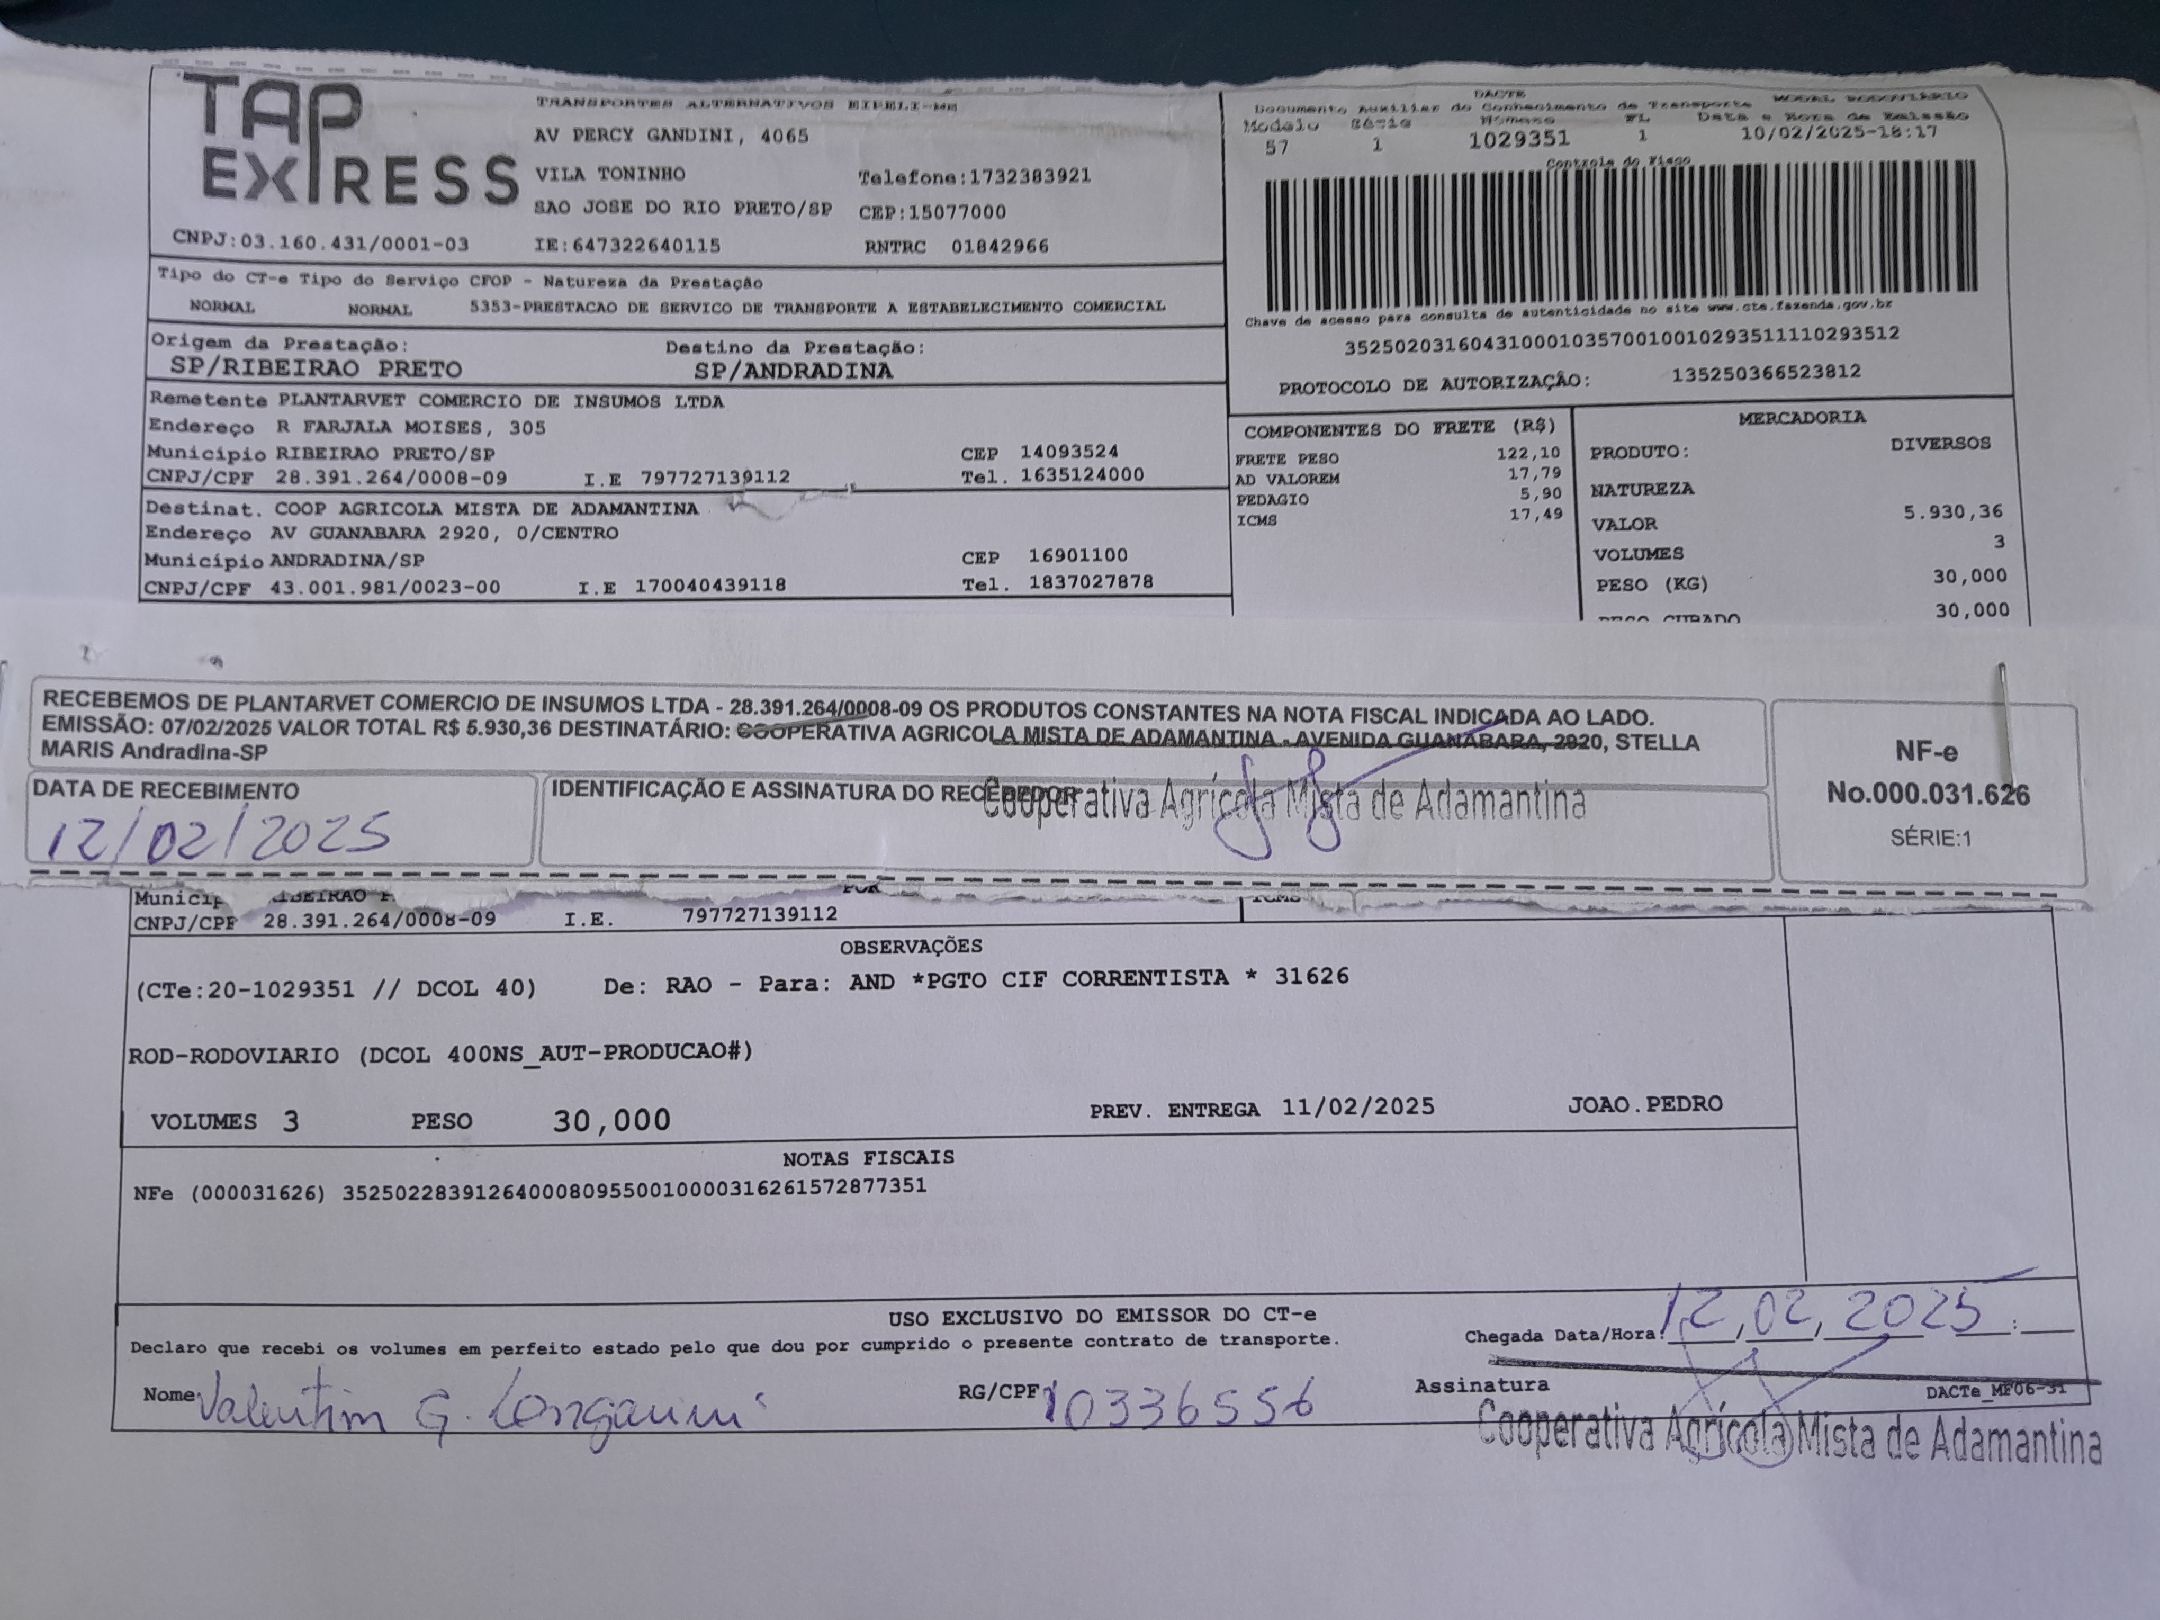 TAP
EXPRESS
TRANSPORTES ALTERNATIVOS EIRELI-ME
AV PERCY GANDINI, 4065
VILA TONINHO Telefone:1732383921
SAO JOSE DO RIO PRETO/SP CEP:15077000
CNPJ:03.160.431/0001-03 IE:647322640115 RNTRC 01842966
DACTE
Documento Auxiliar do Conhecimento de Transporte MODAL RODOVIÁRIO
Modelo Série Número FL Data e Hora de Emissão
57 1 1029351 1 10/02/2025-18:17
Controle do Fisco
Chave de acesso para consulta de autenticidade no site www.cte.fazenda.gov.br
35250203160431000103570010010293511110293512
PROTOCOLO DE AUTORIZAÇÃO: 135250366523812
Tipo do CT-e Tipo do Serviço CFOP - Natureza da Prestação
NORMAL NORMAL 5353-PRESTACAO DE SERVICO DE TRANSPORTE A ESTABELECIMENTO COMERCIAL
Origem da Prestação: Destino da Prestação:
SP/RIBEIRAO PRETO SP/ANDRADINA
Remetente PLANTARVET COMERCIO DE INSUMOS LTDA
Endereço R FARJALA MOISES, 305
Município RIBEIRAO PRETO/SP CEP 14093524
CNPJ/CPF 28.391.264/0008-09 I.E 797727139112 Tel. 1635124000
Destinat. COOP AGRICOLA MISTA DE ADAMANTINA
Endereço AV GUANABARA 2920, 0/CENTRO
Município ANDRADINA/SP CEP 16901100
CNPJ/CPF 43.001.981/0023-00 I.E 170040439118 Tel. 1837027878
COMPONENTES DO FRETE (R$)
FRETE PESO 122,10
AD VALOREM 17,79
PEDAGIO 5,90
ICMS 17,49
MERCADORIA
PRODUTO: DIVERSOS
NATUREZA
VALOR 5.930,36
VOLUMES 3
PESO (KG) 30,000
PESO CUBADO 30,000
RECEBEMOS DE PLANTARVET COMERCIO DE INSUMOS LTDA - 28.391.264/0008-09 OS PRODUTOS CONSTANTES NA NOTA FISCAL INDICADA AO LADO.
EMISSÃO: 07/02/2025 VALOR TOTAL R$ 5.930,36 DESTINATÁRIO: COOPERATIVA AGRICOLA MISTA DE ADAMANTINA - AVENIDA GUANABARA, 2920, STELLA
MARIS Andradina-SP
DATA DE RECEBIMENTO
12/02/2025
IDENTIFICAÇÃO E ASSINATURA DO RECEBEDOR
Cooperativa Agrícola Mista de Adamantina
NF-e
No.000.031.626
SÉRIE:1
CNPJ/CPF 28.391.264/0008-09 I.E. 797727139112
OBSERVAÇÕES
(CTe:20-1029351 // DCOL 40) De: RAO - Para: AND *PGTO CIF CORRENTISTA * 31626
ROD-RODOVIARIO (DCOL 400NS_AUT-PRODUCAO#)
VOLUMES 3 PESO 30,000 PREV. ENTREGA 11/02/2025 JOAO.PEDRO
NOTAS FISCAIS
NFe (000031626) 35250228391264000809550010000316261572877351
USO EXCLUSIVO DO EMISSOR DO CT-e
Declaro que recebi os volumes em perfeito estado pelo que dou por cumprido o presente contrato de transporte.
Chegada Data/Hora: 12, 02, 2025
Nome Valentim G. RG/CPF 10336556 Assinatura DACTe_MF06-31
Cooperativa Agrícola Mista de Adamantina